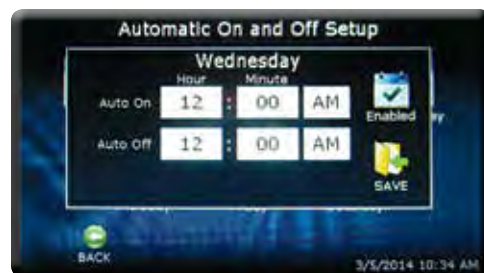 Automatic On and Off Setup
Wednesday
Hour Minute
Auto On 12 : 00 AM
Enabled
Auto Off 12 : 00 AM
SAVE
BACK
3/5/2014 10:34 AM